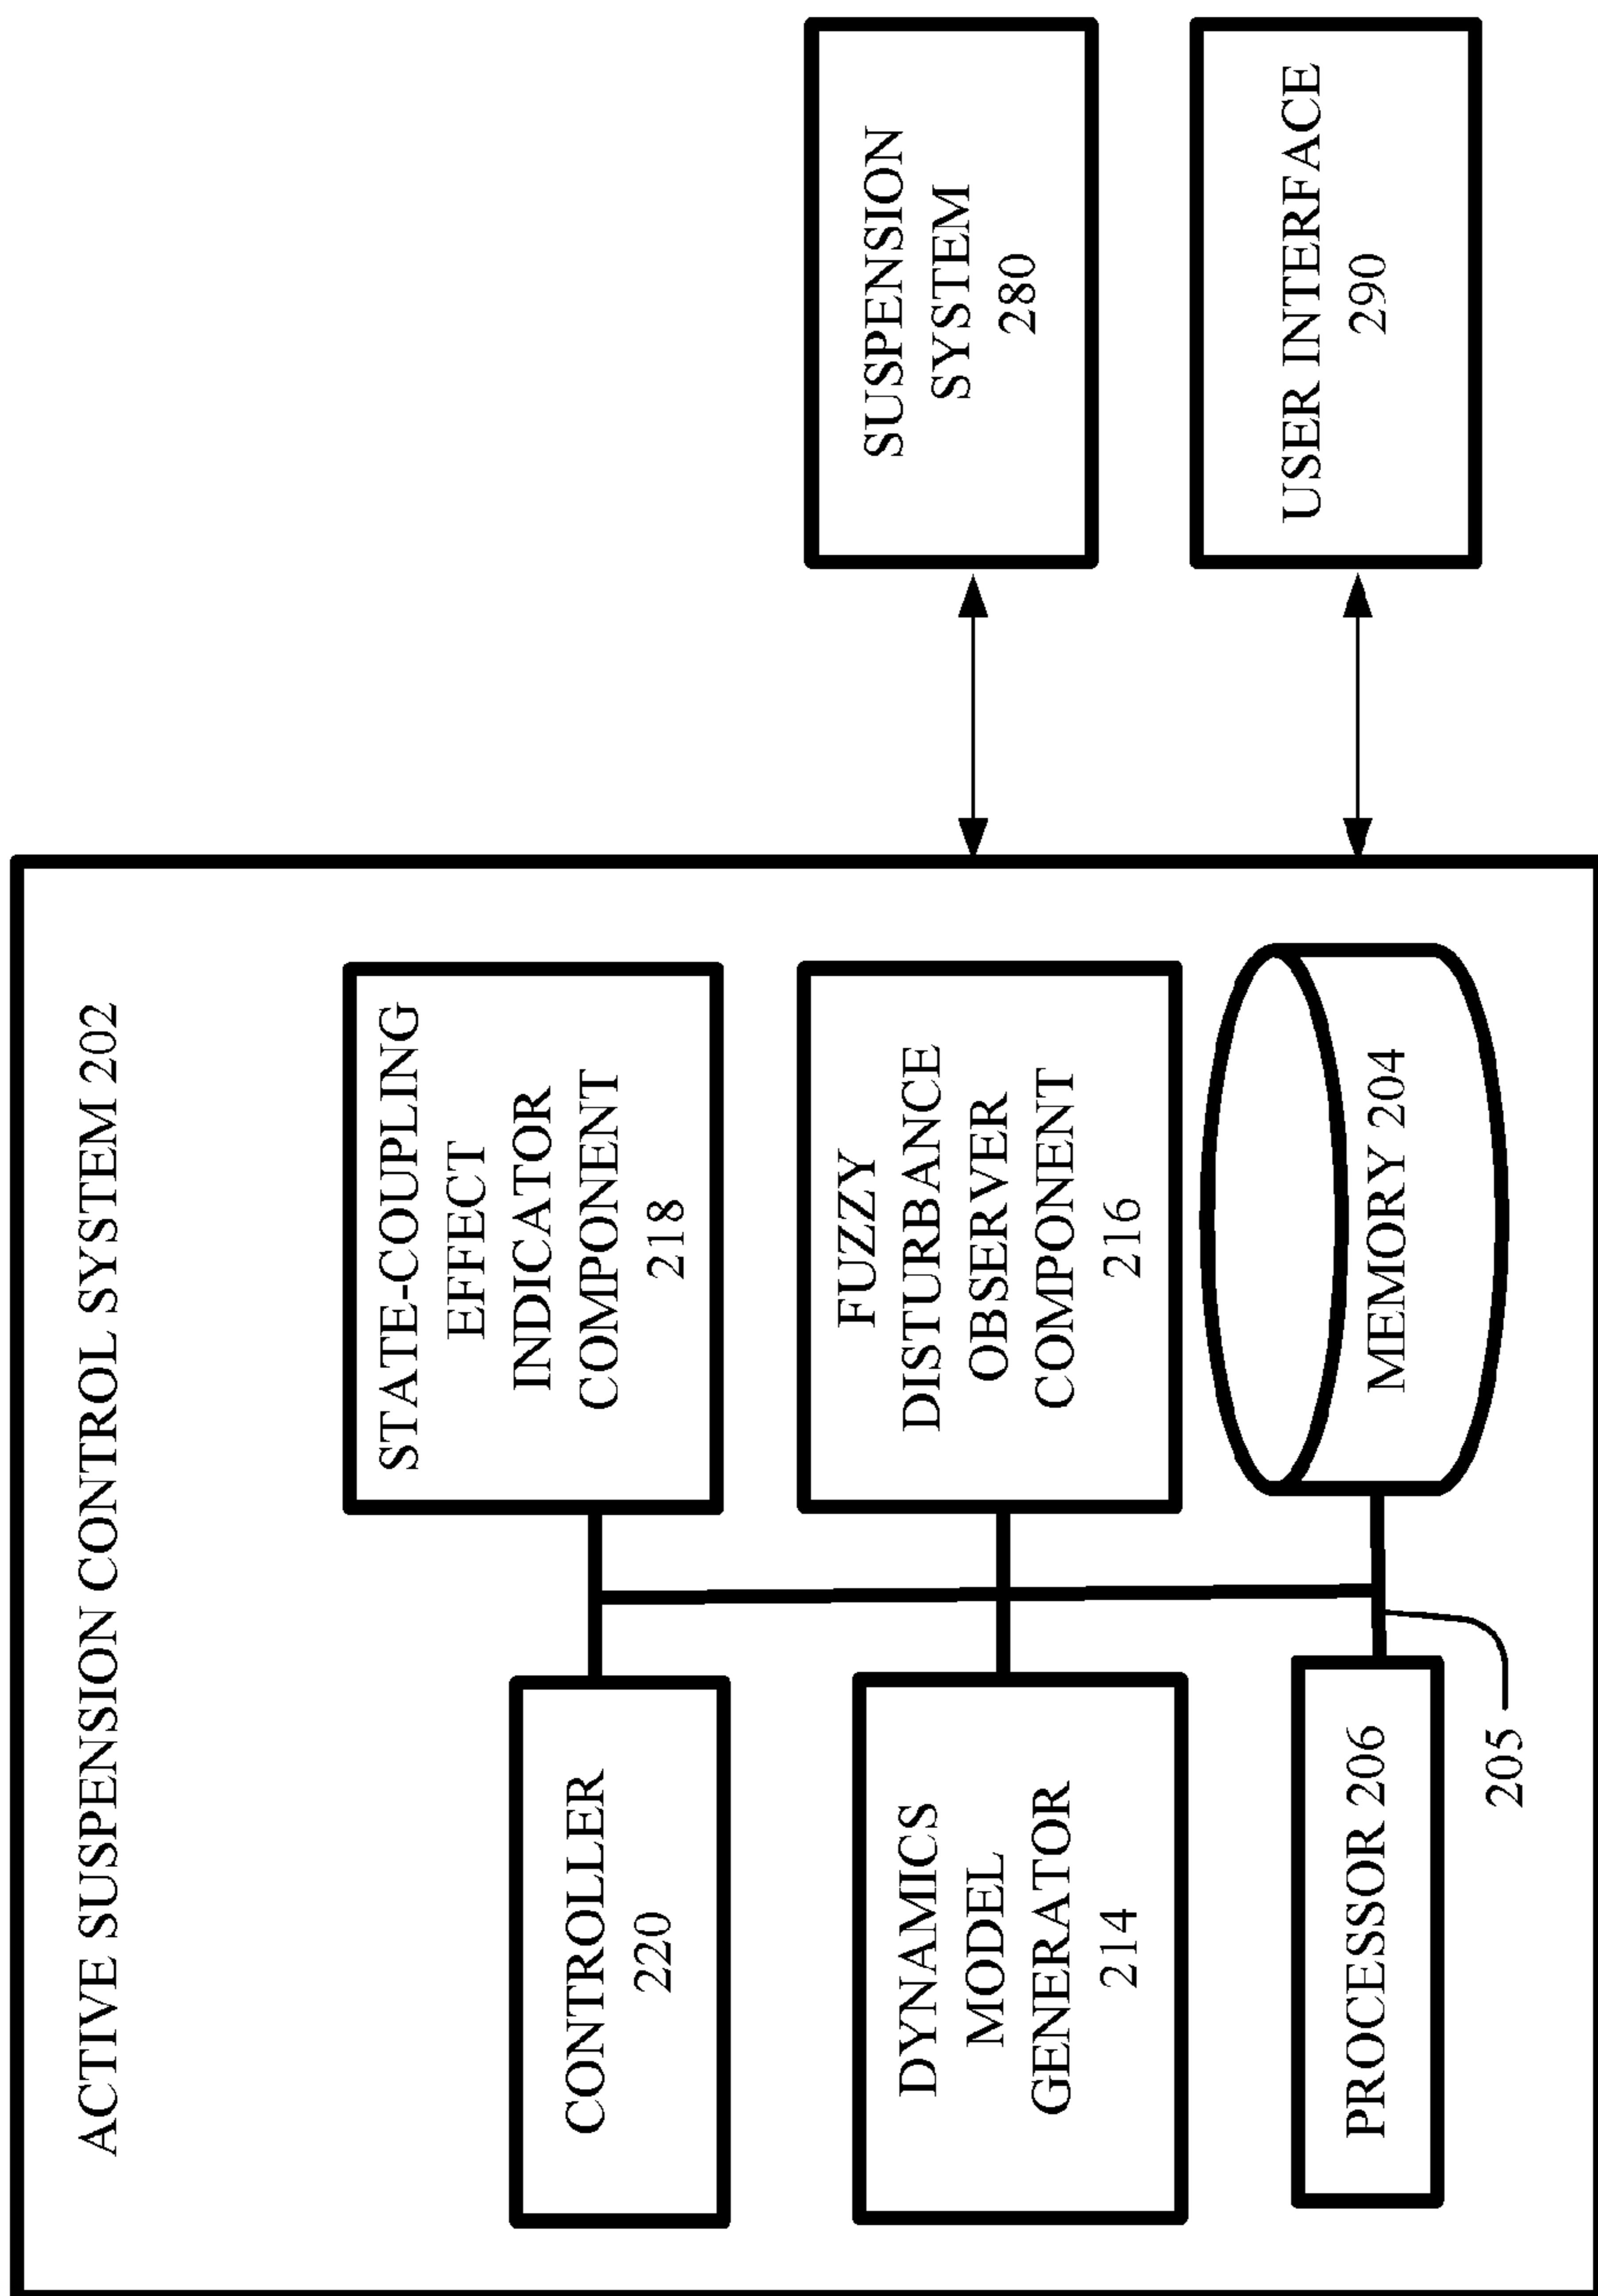 ACTIVE SUSPENSION CONTROL SYSTEM 202
CONTROLLER
220
STATE-COUPLING
EFFECT
INDICATOR
COMPONENT
218
DYNAMICS
MODEL
GENERATOR
214
FUZZY
DISTURBANCE
OBSERVER
COMPONENT
216
PROCESSOR 206
MEMORY 204
205
SUSPENSION
SYSTEM
280
USER INTERFACE
290